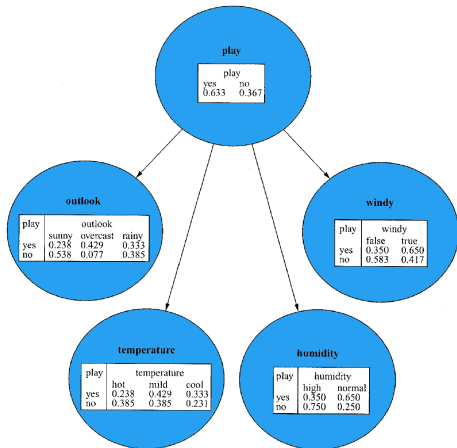 play
play
yes no
0.633 0.367
outlook
play outlook
sunny overcast rainy
yes 0.238 0.429 0.333
no 0.538 0.077 0.385
windy
play windy
false true
yes 0.350 0.650
no 0.583 0.417
temperature
play temperature
hot mild cool
yes 0.238 0.429 0.333
no 0.385 0.385 0.231
humidity
play humidity
high normal
yes 0.350 0.650
no 0.750 0.250